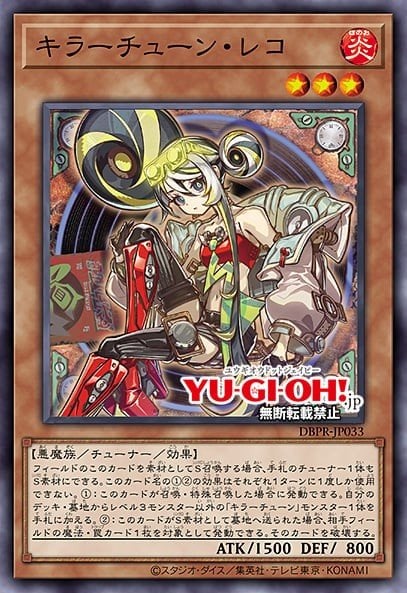 キラーチューン・レコ
ほのお
炎
ユウギオウドットジェイピー
YU-GI-OH!.jp
無断転載禁止
DBPR-JP033
【悪魔族/チューナー/効果】
フィールドのこのカードを素材としてS召喚する場合、手札のチューナー1体も
S素材にできる。このカード名の①②の効果はそれぞれ1ターンに1度しか使用
できない。①:このカードが召喚・特殊召喚した場合に発動できる。自分の
デッキ・墓地からレベル3モンスター以外の「キラーチューン」モンスター1体を
手札に加える。②:このカードがS素材として墓地へ送られた場合、相手フィー
ルドの魔法・罠カード1枚を対象として発動できる。そのカードを破壊する。
ATK/1500 DEF/ 800
©スタジオ・ダイス/集英社・テレビ東京・KONAMI